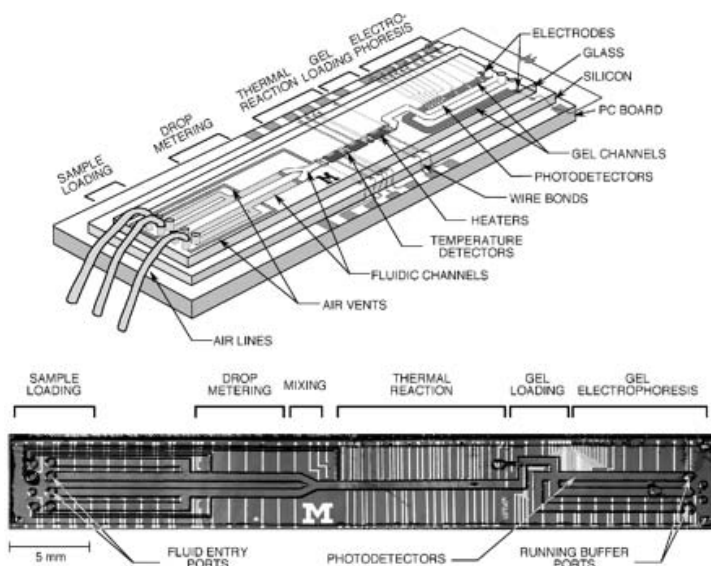 ELECTRO-
PHORESIS
GEL
LOADING
THERMAL
REACTION
DROP
METERING
SAMPLE
LOADING
ELECTRODES
GLASS
SILICON
PC BOARD
GEL CHANNELS
PHOTODETECTORS
WIRE BONDS
HEATERS
TEMPERATURE
DETECTORS
FLUIDIC CHANNELS
AIR VENTS
AIR LINES
SAMPLE
LOADING
DROP
METERING
MIXING
THERMAL
REACTION
GEL
LOADING
GEL
ELECTROPHORESIS
M
5 mm
FLUID ENTRY
PORTS
PHOTODETECTORS
RUNNING BUFFER
PORTS